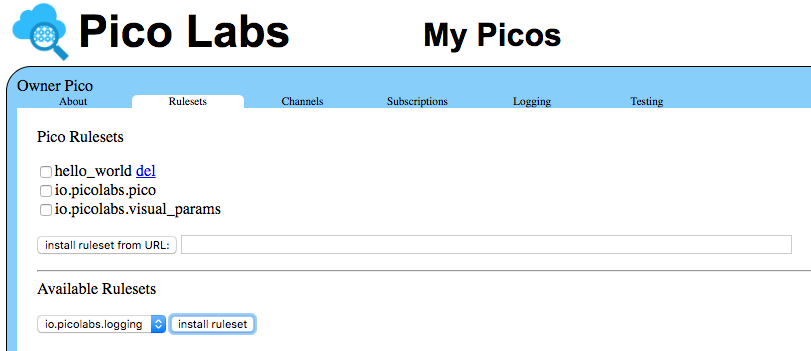 Pico Labs My Picos
Owner Pico
About Rulesets Channels Subscriptions Logging Testing
Pico Rulesets
hello_world del
io.picolabs.pico
io.picolabs.visual_params
install ruleset from URL:
Available Rulesets
io.picolabs.logging install ruleset